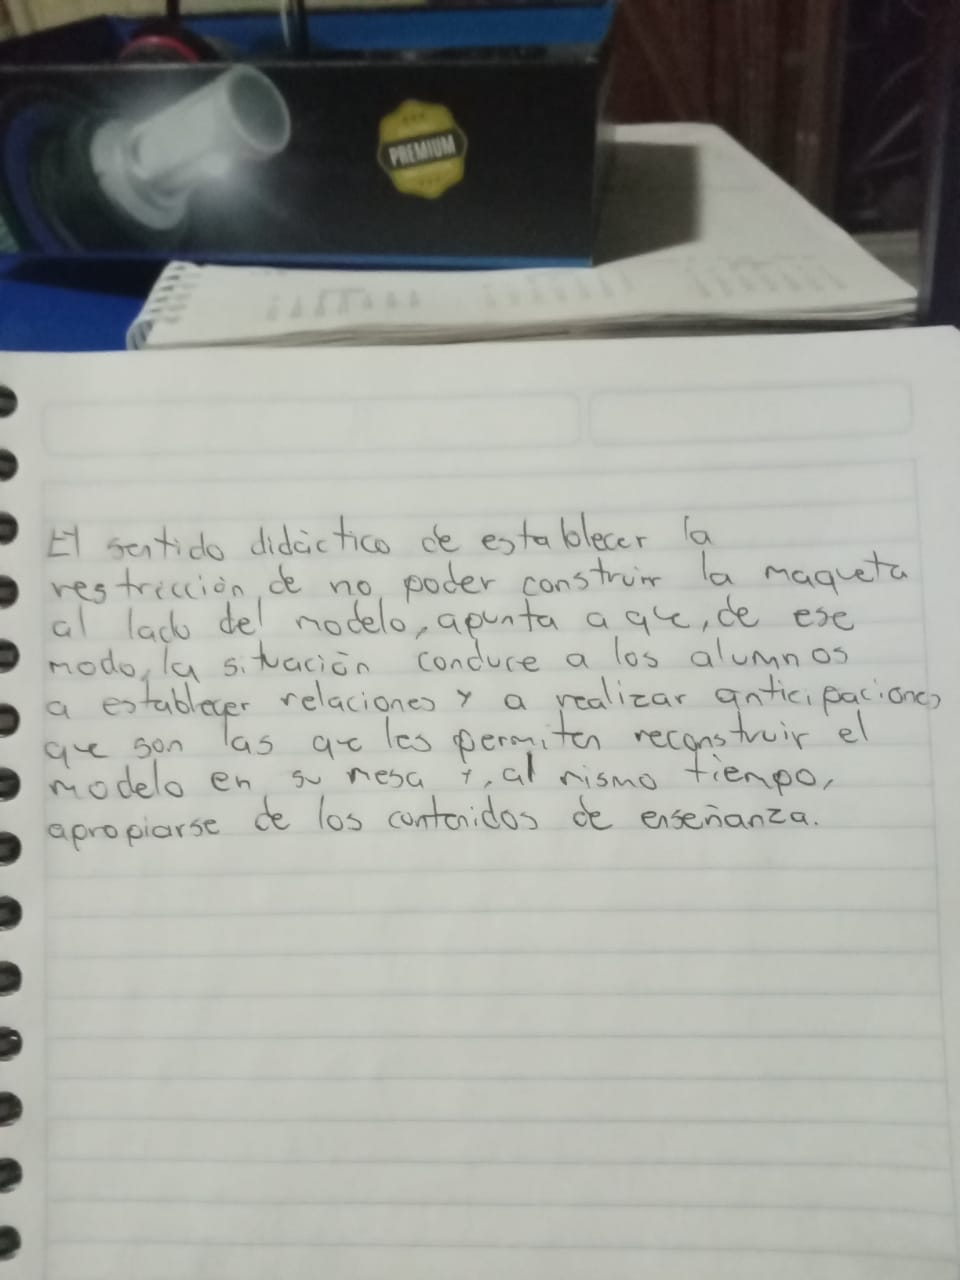 PREMIUM
El sentido didáctico de establecer la
restricción, de no poder construir la maqueta
al lado del modelo, apunta a que, de ese
modo, la situación conduce a los alumnos
a establecer relaciones y a realizar anticipaciones
que son las que les permiten reconstruir el
modelo en su mesa y, al mismo tiempo,
apropiarse de los contenidos de enseñanza.